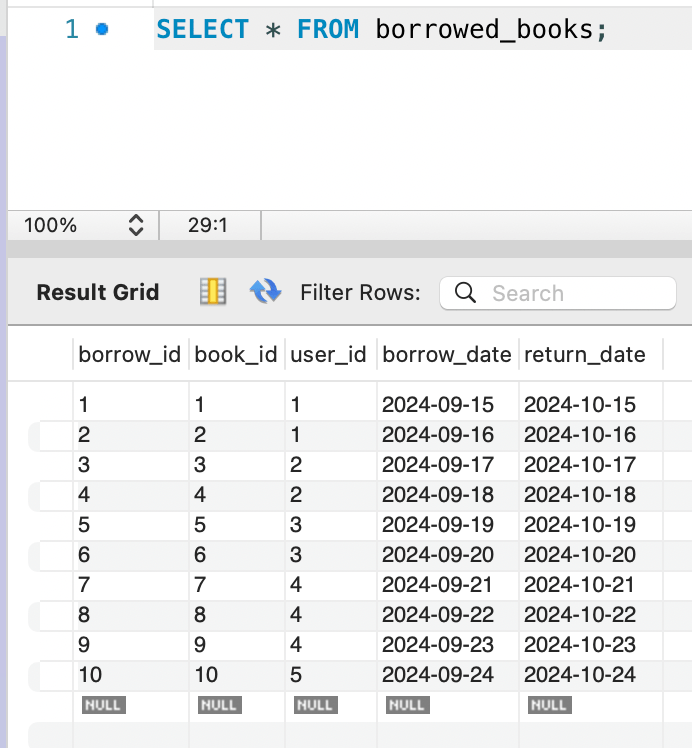 1 SELECT * FROM borrowed_books;
100% 29:1
Result Grid Filter Rows: Search
borrow_id book_id user_id borrow_date return_date
1 1 1 2024-09-15 2024-10-15
2 2 1 2024-09-16 2024-10-16
3 3 2 2024-09-17 2024-10-17
4 4 2 2024-09-18 2024-10-18
5 5 3 2024-09-19 2024-10-19
6 6 3 2024-09-20 2024-10-20
7 7 4 2024-09-21 2024-10-21
8 8 4 2024-09-22 2024-10-22
9 9 4 2024-09-23 2024-10-23
10 10 5 2024-09-24 2024-10-24
NULL NULL NULL NULL NULL